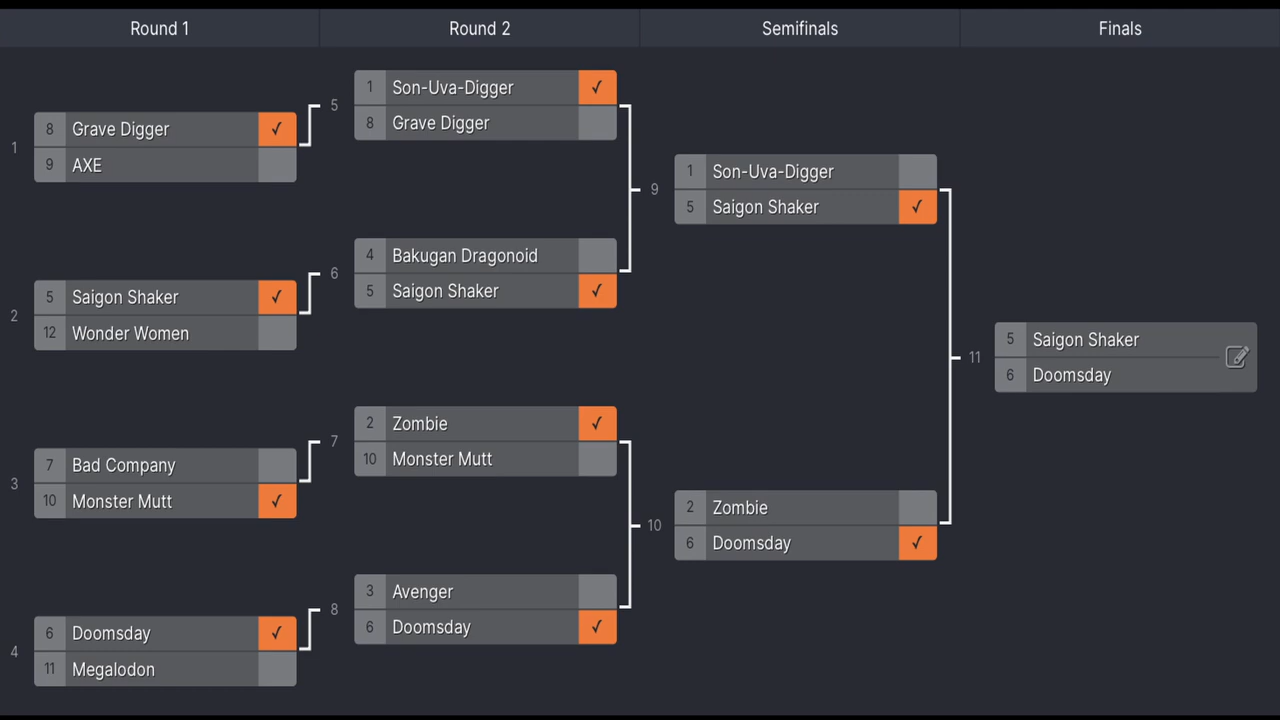 Round 1
Round 2
Semifinals
Finals
1
8 Grave Digger ✓
9 AXE
2
5 Saigon Shaker ✓
12 Wonder Women
3
7 Bad Company
10 Monster Mutt ✓
4
6 Doomsday ✓
11 Megalodon
5
1 Son-Uva-Digger ✓
8 Grave Digger
6
4 Bakugan Dragonoid
5 Saigon Shaker ✓
7
2 Zombie ✓
10 Monster Mutt
8
3 Avenger
6 Doomsday ✓
9
1 Son-Uva-Digger
5 Saigon Shaker ✓
10
2 Zombie
6 Doomsday ✓
11
5 Saigon Shaker
6 Doomsday